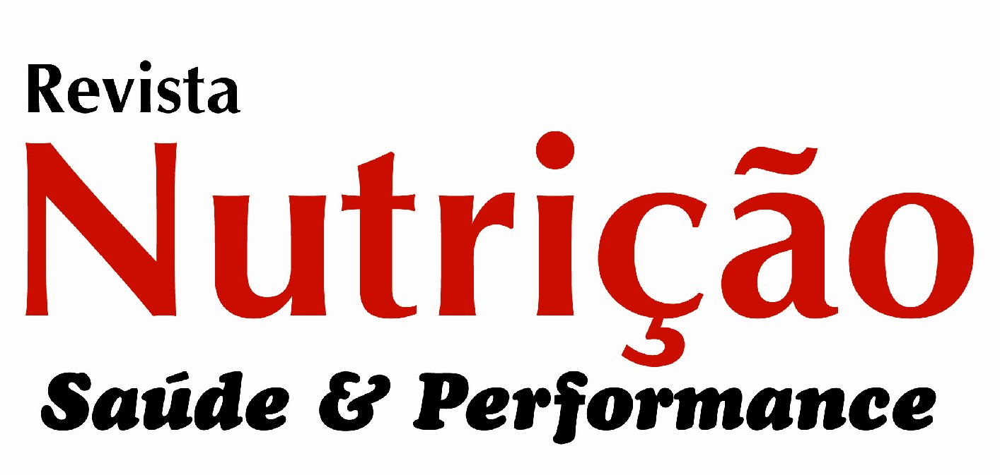 Revista
Nutrição
Saúde & Performance